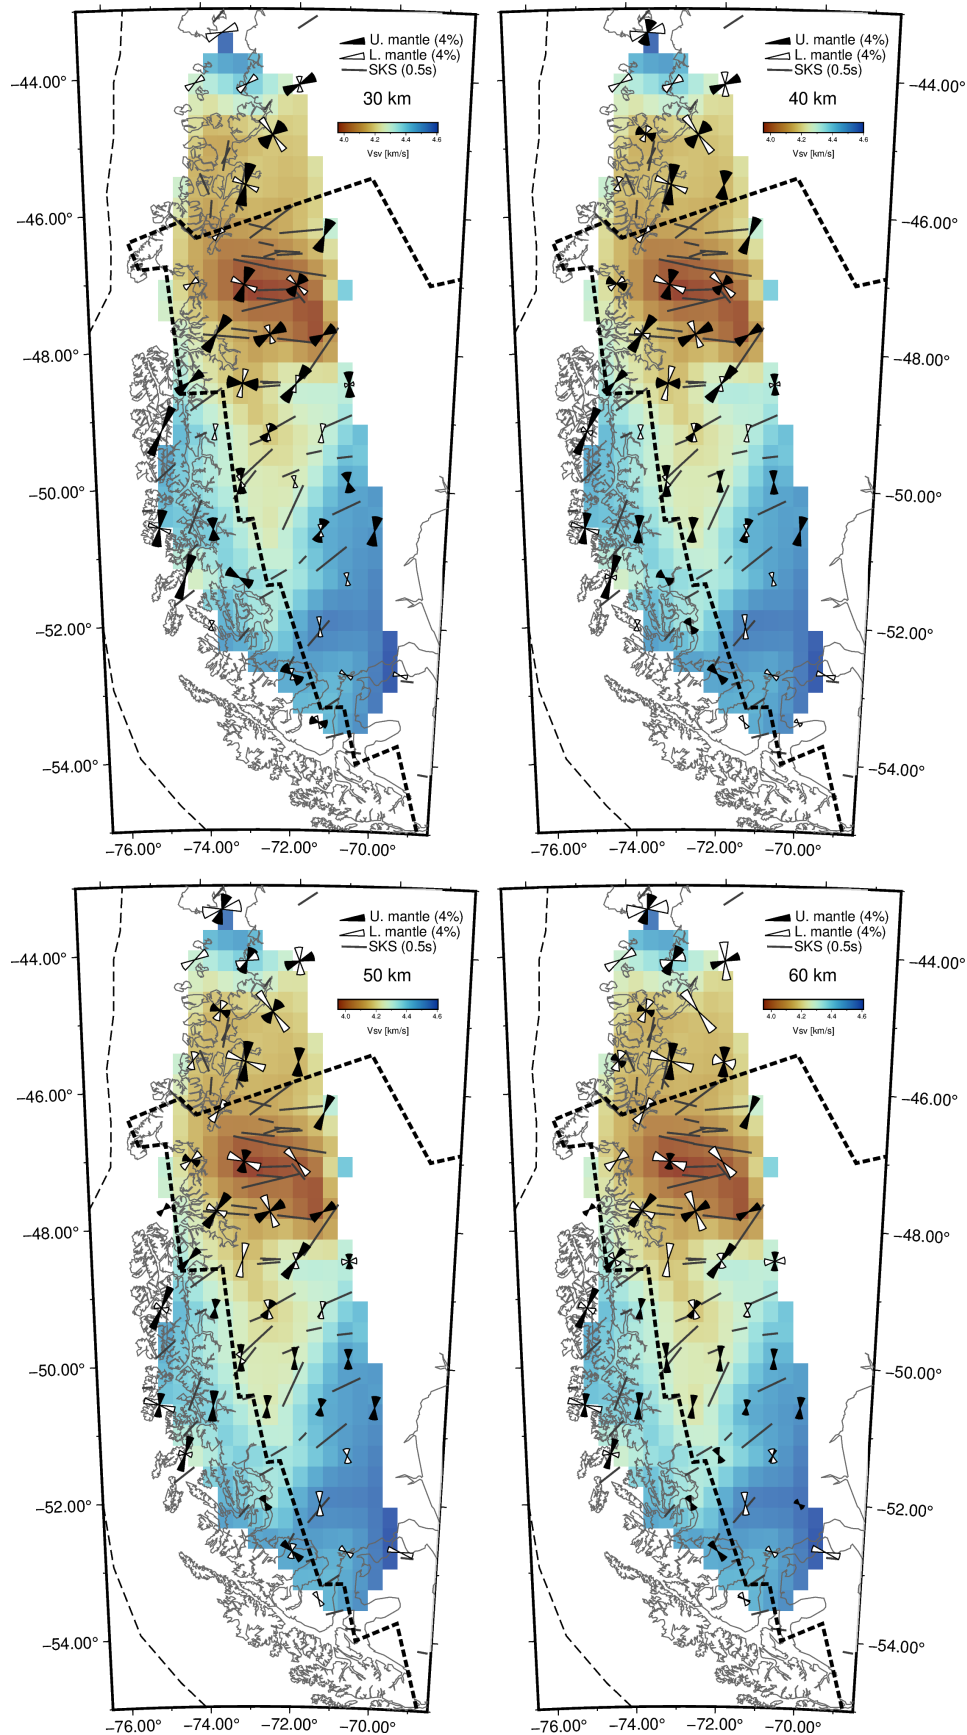 U. mantle (4%)
L. mantle (4%)
SKS (0.5s)
30 km
4.0 4.2 4.4 4.6
Vsv [km/s]
−44.00°
−46.00°
−48.00°
−50.00°
−52.00°
−54.00°
−76.00° −74.00° −72.00° −70.00°
U. mantle (4%)
L. mantle (4%)
SKS (0.5s)
40 km
4.0 4.2 4.4 4.6
Vsv [km/s]
−44.00°
−46.00°
−48.00°
−50.00°
−52.00°
−54.00°
−76.00° −74.00° −72.00° −70.00°
U. mantle (4%)
L. mantle (4%)
SKS (0.5s)
50 km
4.0 4.2 4.4 4.6
Vsv [km/s]
−44.00°
−46.00°
−48.00°
−50.00°
−52.00°
−54.00°
−76.00° −74.00° −72.00° −70.00°
U. mantle (4%)
L. mantle (4%)
SKS (0.5s)
60 km
4.0 4.2 4.4 4.6
Vsv [km/s]
−44.00°
−46.00°
−48.00°
−50.00°
−52.00°
−54.00°
−76.00° −74.00° −72.00° −70.00°